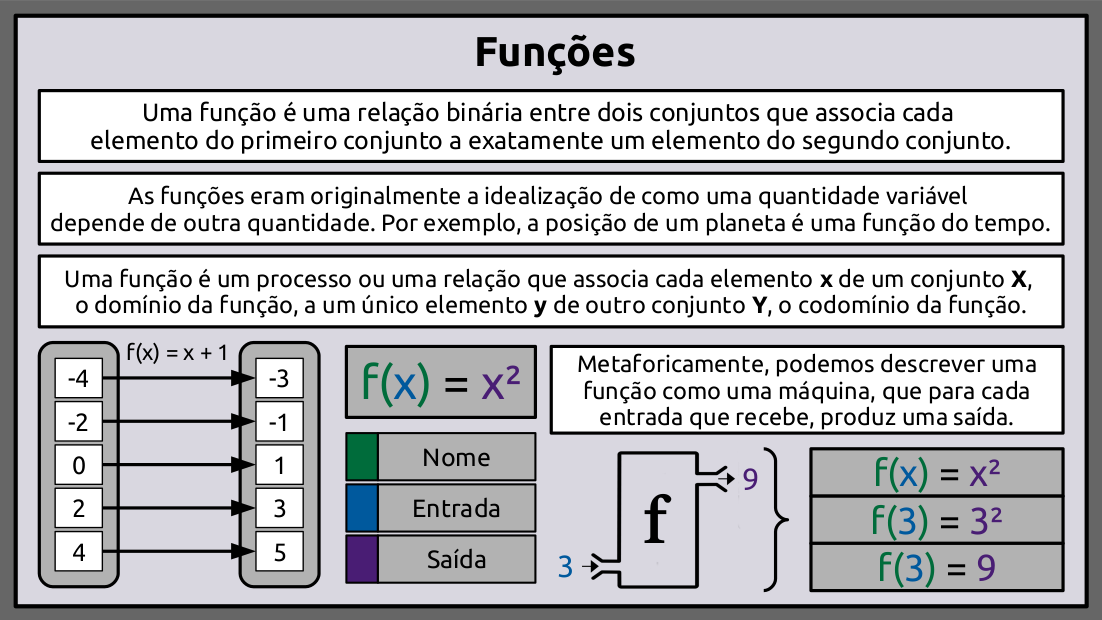 Funções
Uma função é uma relação binária entre dois conjuntos que associa cada
elemento do primeiro conjunto a exatamente um elemento do segundo conjunto.
As funções eram originalmente a idealização de como uma quantidade variável
depende de outra quantidade. Por exemplo, a posição de um planeta é uma função do tempo.
Uma função é um processo ou uma relação que associa cada elemento x de um conjunto X,
o domínio da função, a um único elemento y de outro conjunto Y, o codomínio da função.
f(x) = x + 1
-4 -3
-2 -1
0 1
2 3
4 5
f(x) = x²
Nome
Entrada
Saída
Metaforicamente, podemos descrever uma
função como uma máquina, que para cada
entrada que recebe, produz uma saída.
9
f
3
f(x) = x²
f(3) = 3²
f(3) = 9